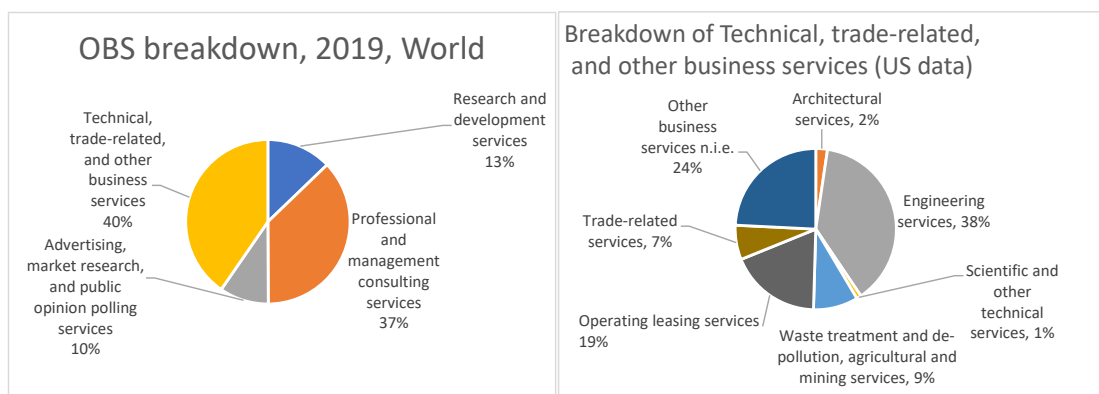 OBS breakdown, 2019, World
Research and
development
services
13%
Technical,
trade-related,
and other
business
services
40%
Professional
and
management
consulting
services
37%
Advertising,
market research,
and public
opinion polling
services
10%
Breakdown of Technical, trade-related,
and other business services (US data)
Architectural
services, 2%
Other
business
services n.i.e.
24%
Engineering
services, 38%
Trade-related
services, 7%
Scientific and
other
technical
services, 1%
Operating leasing services
19%
Waste treatment and de-
pollution, agricultural and
mining services, 9%